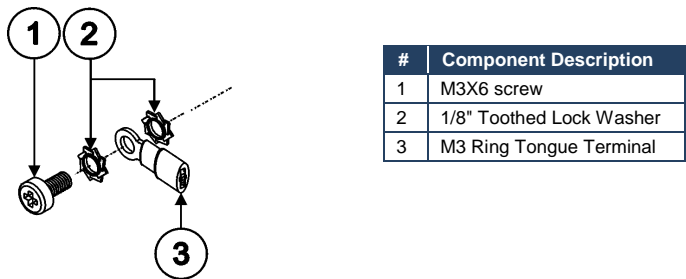 1 2
3
# Component Description
1 M3X6 screw
2 1/8" Toothed Lock Washer
3 M3 Ring Tongue Terminal